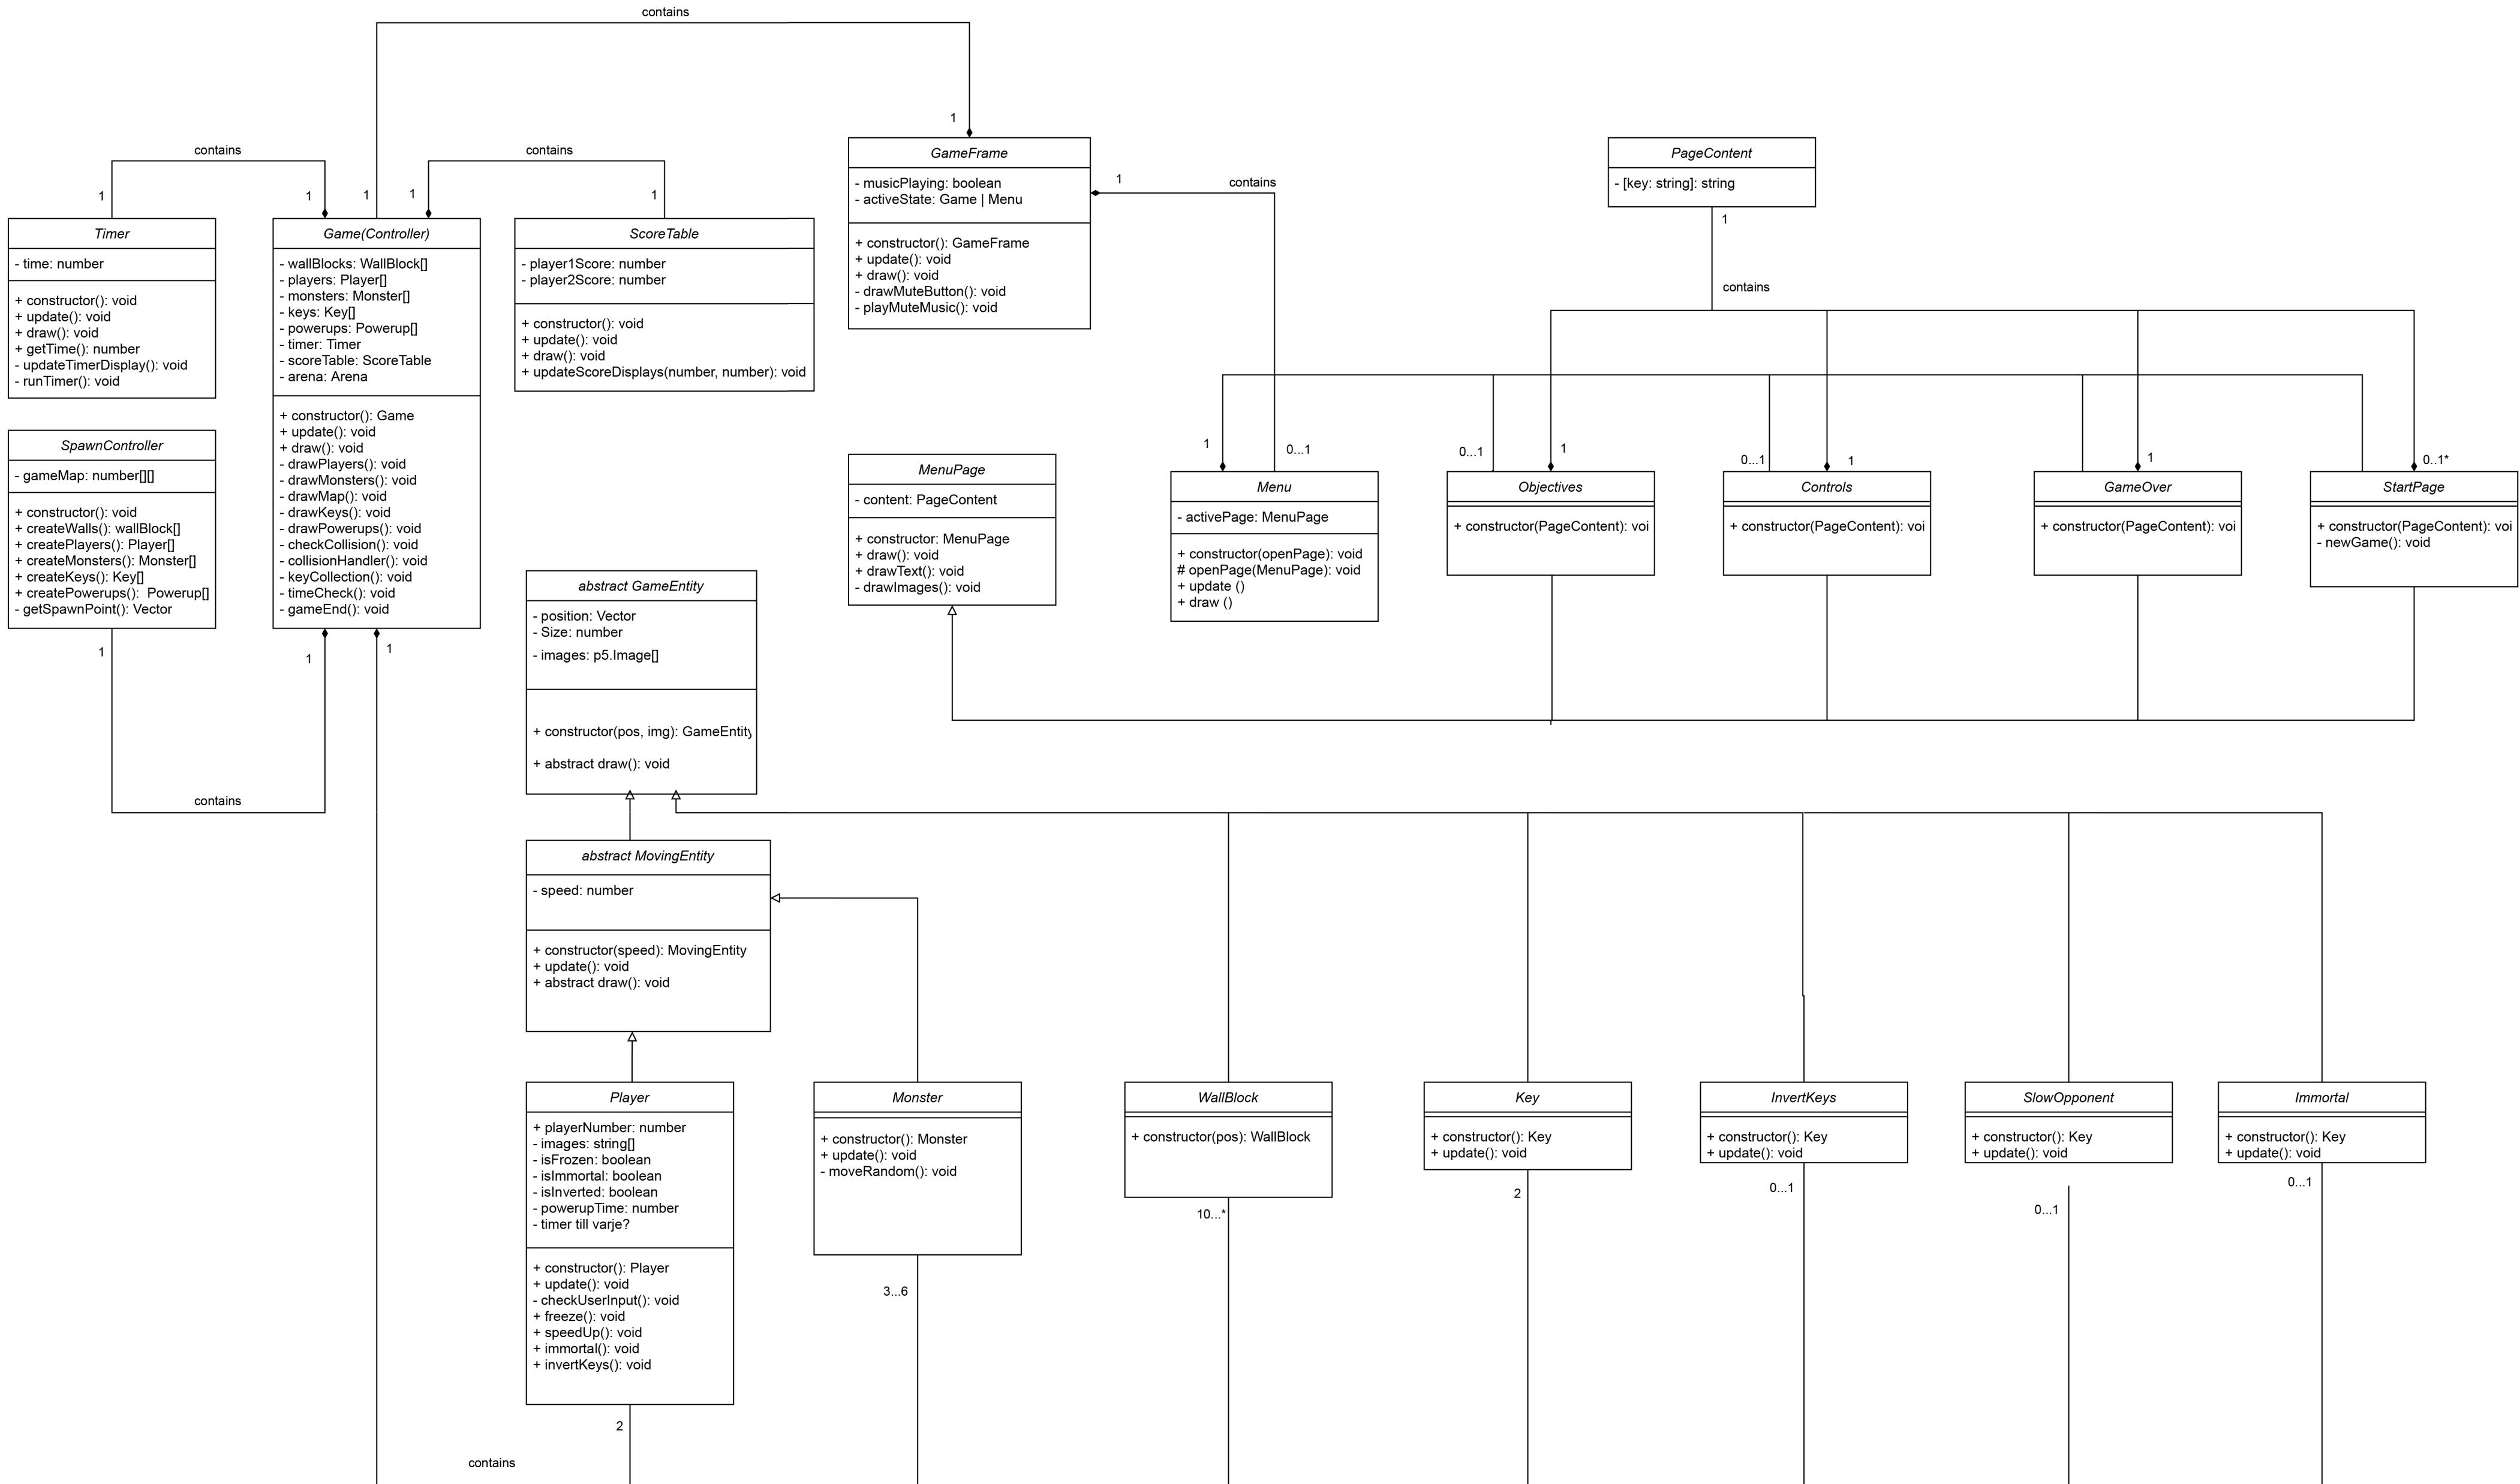 contains
1
1
contains
1
1
contains
1
1
GameFrame
- musicPlaying: boolean
- activeState: Game | Menu
+ constructor(): GameFrame
+ update(): void
+ draw(): void
- drawMuteButton(): void
- playMuteMusic(): void
1
contains
PageContent
- [key: string]: string
1
contains
Timer
- time: number
+ constructor(): void
+ update(): void
+ draw(): void
+ getTime(): number
- updateTimerDisplay(): void
- runTimer(): void
Game(Controller)
- wallBlocks: WallBlock[]
- players: Player[]
- monsters: Monster[]
- keys: Key[]
- powerups: Powerup[]
- timer: Timer
- scoreTable: ScoreTable
- arena: Arena
+ constructor(): Game
+ update(): void
+ draw(): void
- drawPlayers(): void
- drawMonsters(): void
- drawMap(): void
- drawKeys(): void
- drawPowerups(): void
- checkCollision(): void
- collisionHandler(): void
- keyCollection(): void
- timeCheck(): void
- gameEnd(): void
ScoreTable
- player1Score: number
- player2Score: number
+ constructor(): void
+ update(): void
+ draw(): void
+ updateScoreDisplays(number, number): void
SpawnController
- gameMap: number[][]
+ constructor(): void
+ createWalls(): wallBlock[]
+ createPlayers(): Player[]
+ createMonsters(): Monster[]
+ createKeys(): Key[]
+ createPowerups():  Powerup[]
- getSpawnPoint(): Vector
1
1
1
contains
MenuPage
- content: PageContent
+ constructor: MenuPage
+ draw(): void
+ drawText(): void
- drawImages(): void
1
0...1
Menu
- activePage: MenuPage
+ constructor(openPage): void
# openPage(MenuPage): void
+ update ()
+ draw ()
0...1
1
Objectives
+ constructor(PageContent): voi
0...1
1
Controls
+ constructor(PageContent): voi
1
GameOver
+ constructor(PageContent): voi
0..1*
StartPage
+ constructor(PageContent): voi
- newGame(): void
abstract GameEntity
- position: Vector
- Size: number
- images: p5.Image[]
+ constructor(pos, img): GameEntity
+ abstract draw(): void
abstract MovingEntity
- speed: number
+ constructor(speed): MovingEntity
+ update(): void
+ abstract draw(): void
Player
+ playerNumber: number
- images: string[]
- isFrozen: boolean
- isImmortal: boolean
- isInverted: boolean
- powerupTime: number
- timer till varje?
+ constructor(): Player
+ update(): void
- checkUserInput(): void
+ freeze(): void
+ speedUp(): void
+ immortal(): void
+ invertKeys(): void
2
contains
Monster
+ constructor(): Monster
+ update(): void
- moveRandom(): void
3...6
WallBlock
+ constructor(pos): WallBlock
10...*
Key
+ constructor(): Key
+ update(): void
2
InvertKeys
+ constructor(): Key
+ update(): void
0...1
SlowOpponent
+ constructor(): Key
+ update(): void
0...1
Immortal
+ constructor(): Key
+ update(): void
0...1